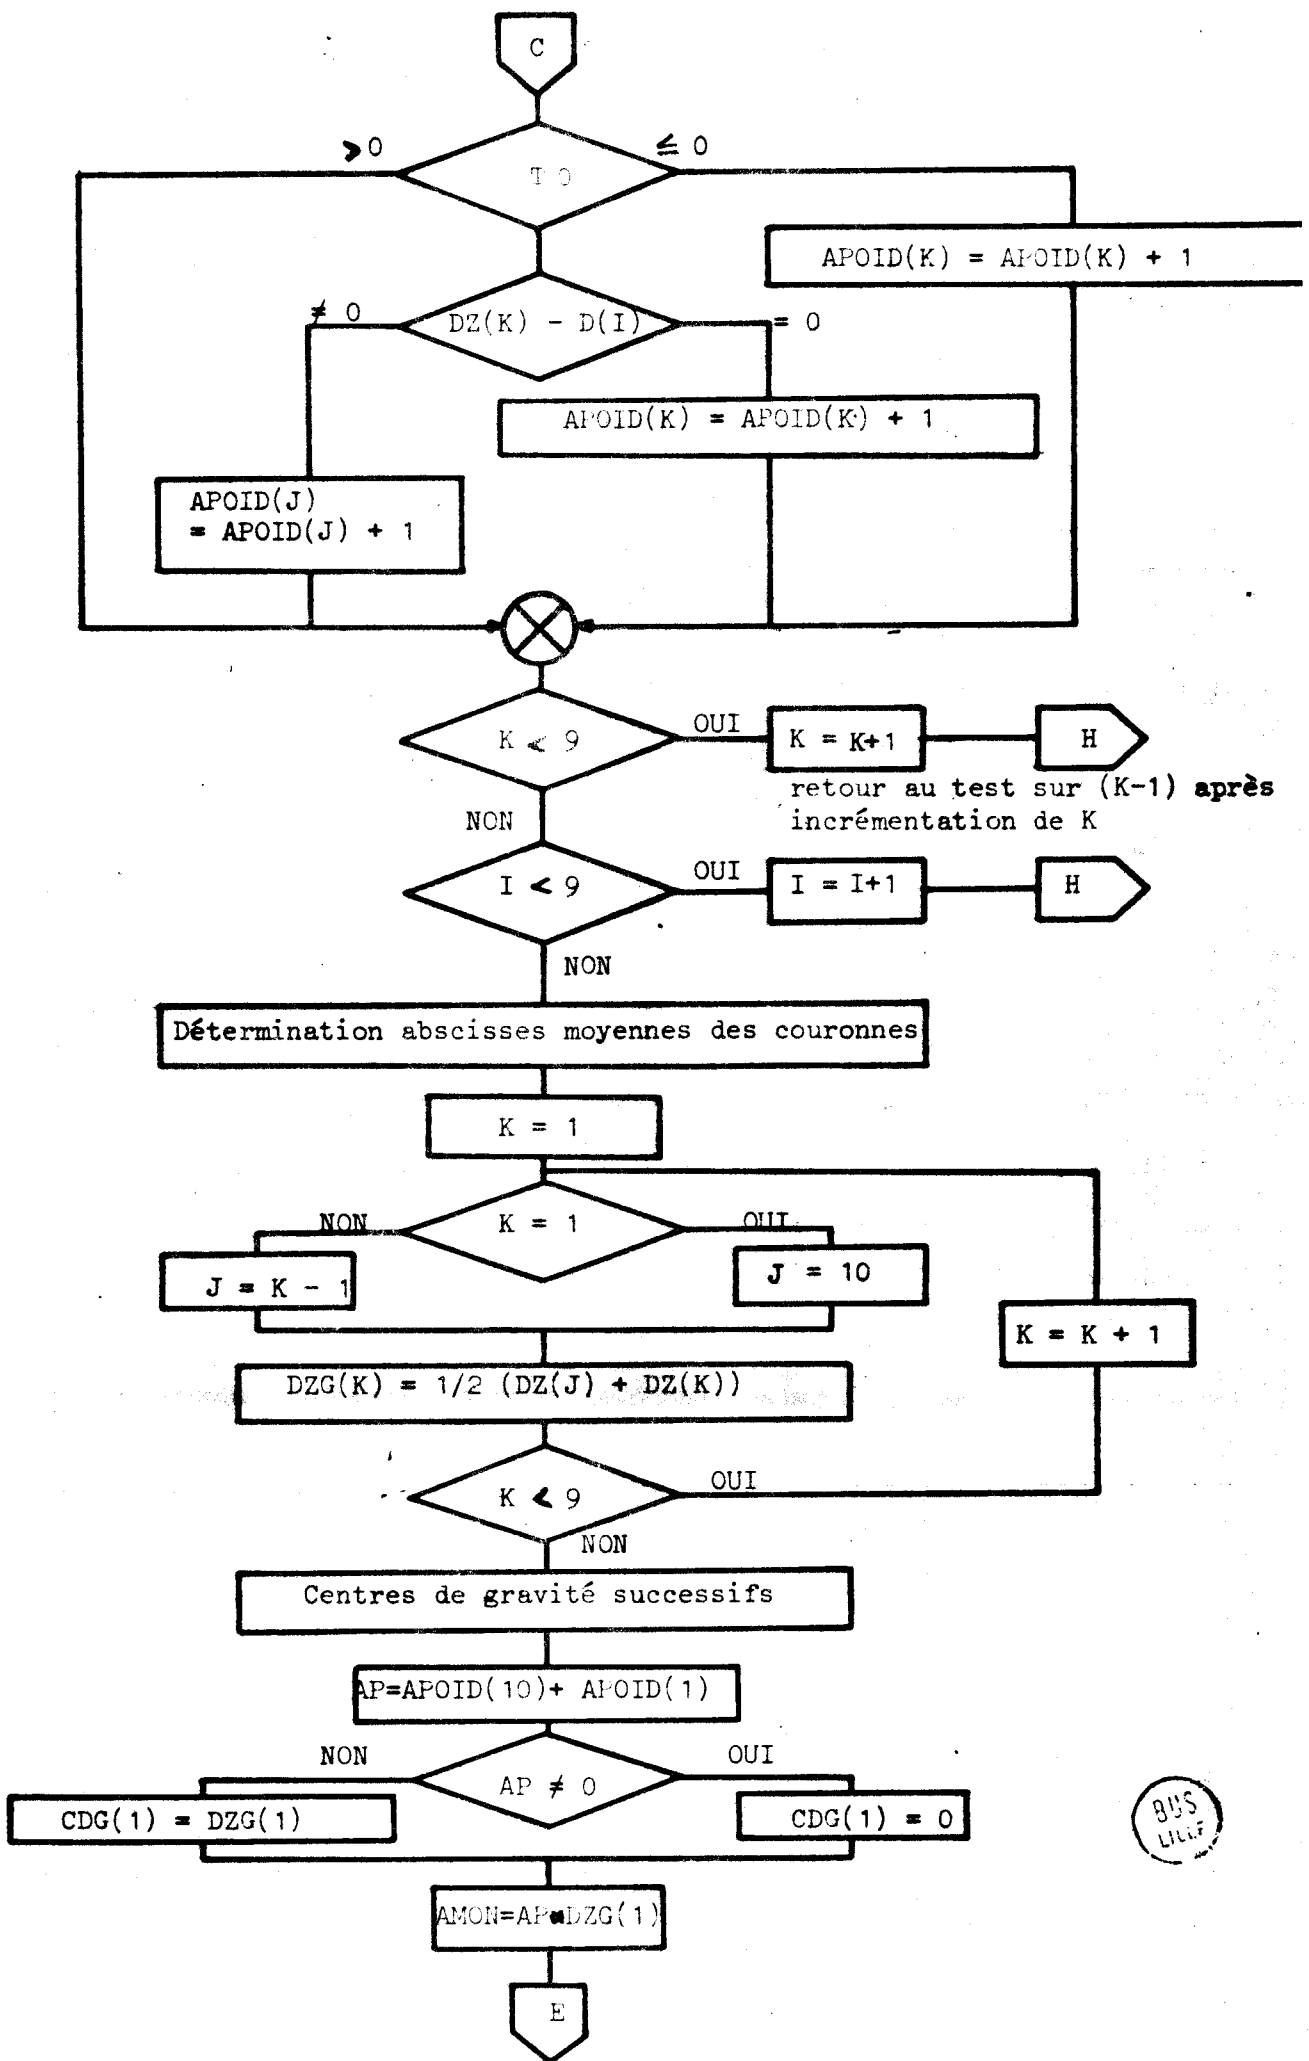 C
> 0
≤ 0
T 0
APOID(K) = APOID(K) + 1
≠ 0
DZ(K) - D(I)
= 0
APOID(K) = APOID(K) + 1
APOID(J)
= APOID(J) + 1
K < 9
OUI
K = K+1
H
retour au test sur (K-1) après
incrémentation de K
NON
I < 9
OUI
I = I+1
H
NON
Détermination abscisses moyennes des couronnes
K = 1
NON
K = 1
OUI
J = K - 1
J = 10
K = K + 1
DZG(K) = 1/2 (DZ(J) + DZ(K))
K < 9
OUI
NON
Centres de gravité successifs
AP=APOID(10)+ APOID(1)
NON
AP ≠ 0
OUI
CDG(1) = DZG(1)
CDG(1) = 0
BUS
LILLE
AMON=AP*DZG(1)
E